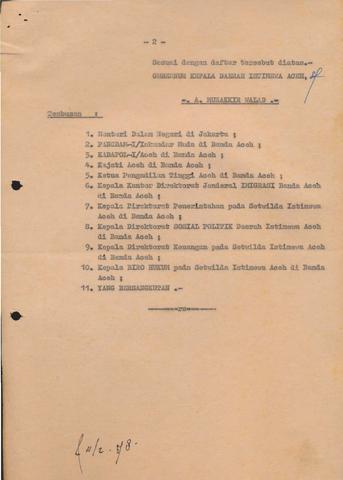 - 2 -
Sesuai dengan daftar tersebut diatas.-
GUBERNUR KEPALA DAERAH ISTIMEWA ACEH,
-. A. MUZAKKIR WALAD .-
Tembusan :
1. Menteri Dalam Negeri di Jakarta ;
2. PANGDAM-I/Iskandar Muda di Banda Aceh ;
3. KADAPOL-I/Aceh di Banda Aceh ;
4. Kajati Aceh di Banda Aceh ;
5. Ketua Pengadilan Tinggi Aceh di Banda Aceh ;
6. Kepala Kantor Direktorat Jenderal IMIGRASI Banda Aceh
di Banda Aceh ;
7. Kepala Direktorat Pemerintahan pada Setwilda Istimewa
Aceh di Banda Aceh ;
8. Kepala Direktorat SOSIAL POLITIK Daerah Istimewa Aceh
di Banda Aceh ;
9. Kepala Direktorat Keuangan pada Setwilda Istimewa Aceh
di Banda Aceh ;
10. Kepala BIRO HUKUM pada Setwilda Istimewa Aceh di Banda
Aceh ;
11. YANG BERSANGKUTAN .-